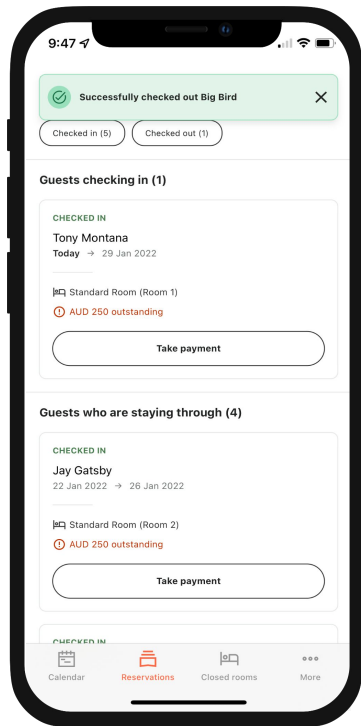 9:47
Successfully checked out Big Bird
Checked in (5) Checked out (1)
Guests checking in (1)
CHECKED IN
Tony Montana
Today → 29 Jan 2022
Standard Room (Room 1)
AUD 250 outstanding
Take payment
Guests who are staying through (4)
CHECKED IN
Jay Gatsby
22 Jan 2022 → 26 Jan 2022
Standard Room (Room 2)
AUD 250 outstanding
Take payment
CHECKED IN
Calendar Reservations Closed rooms More